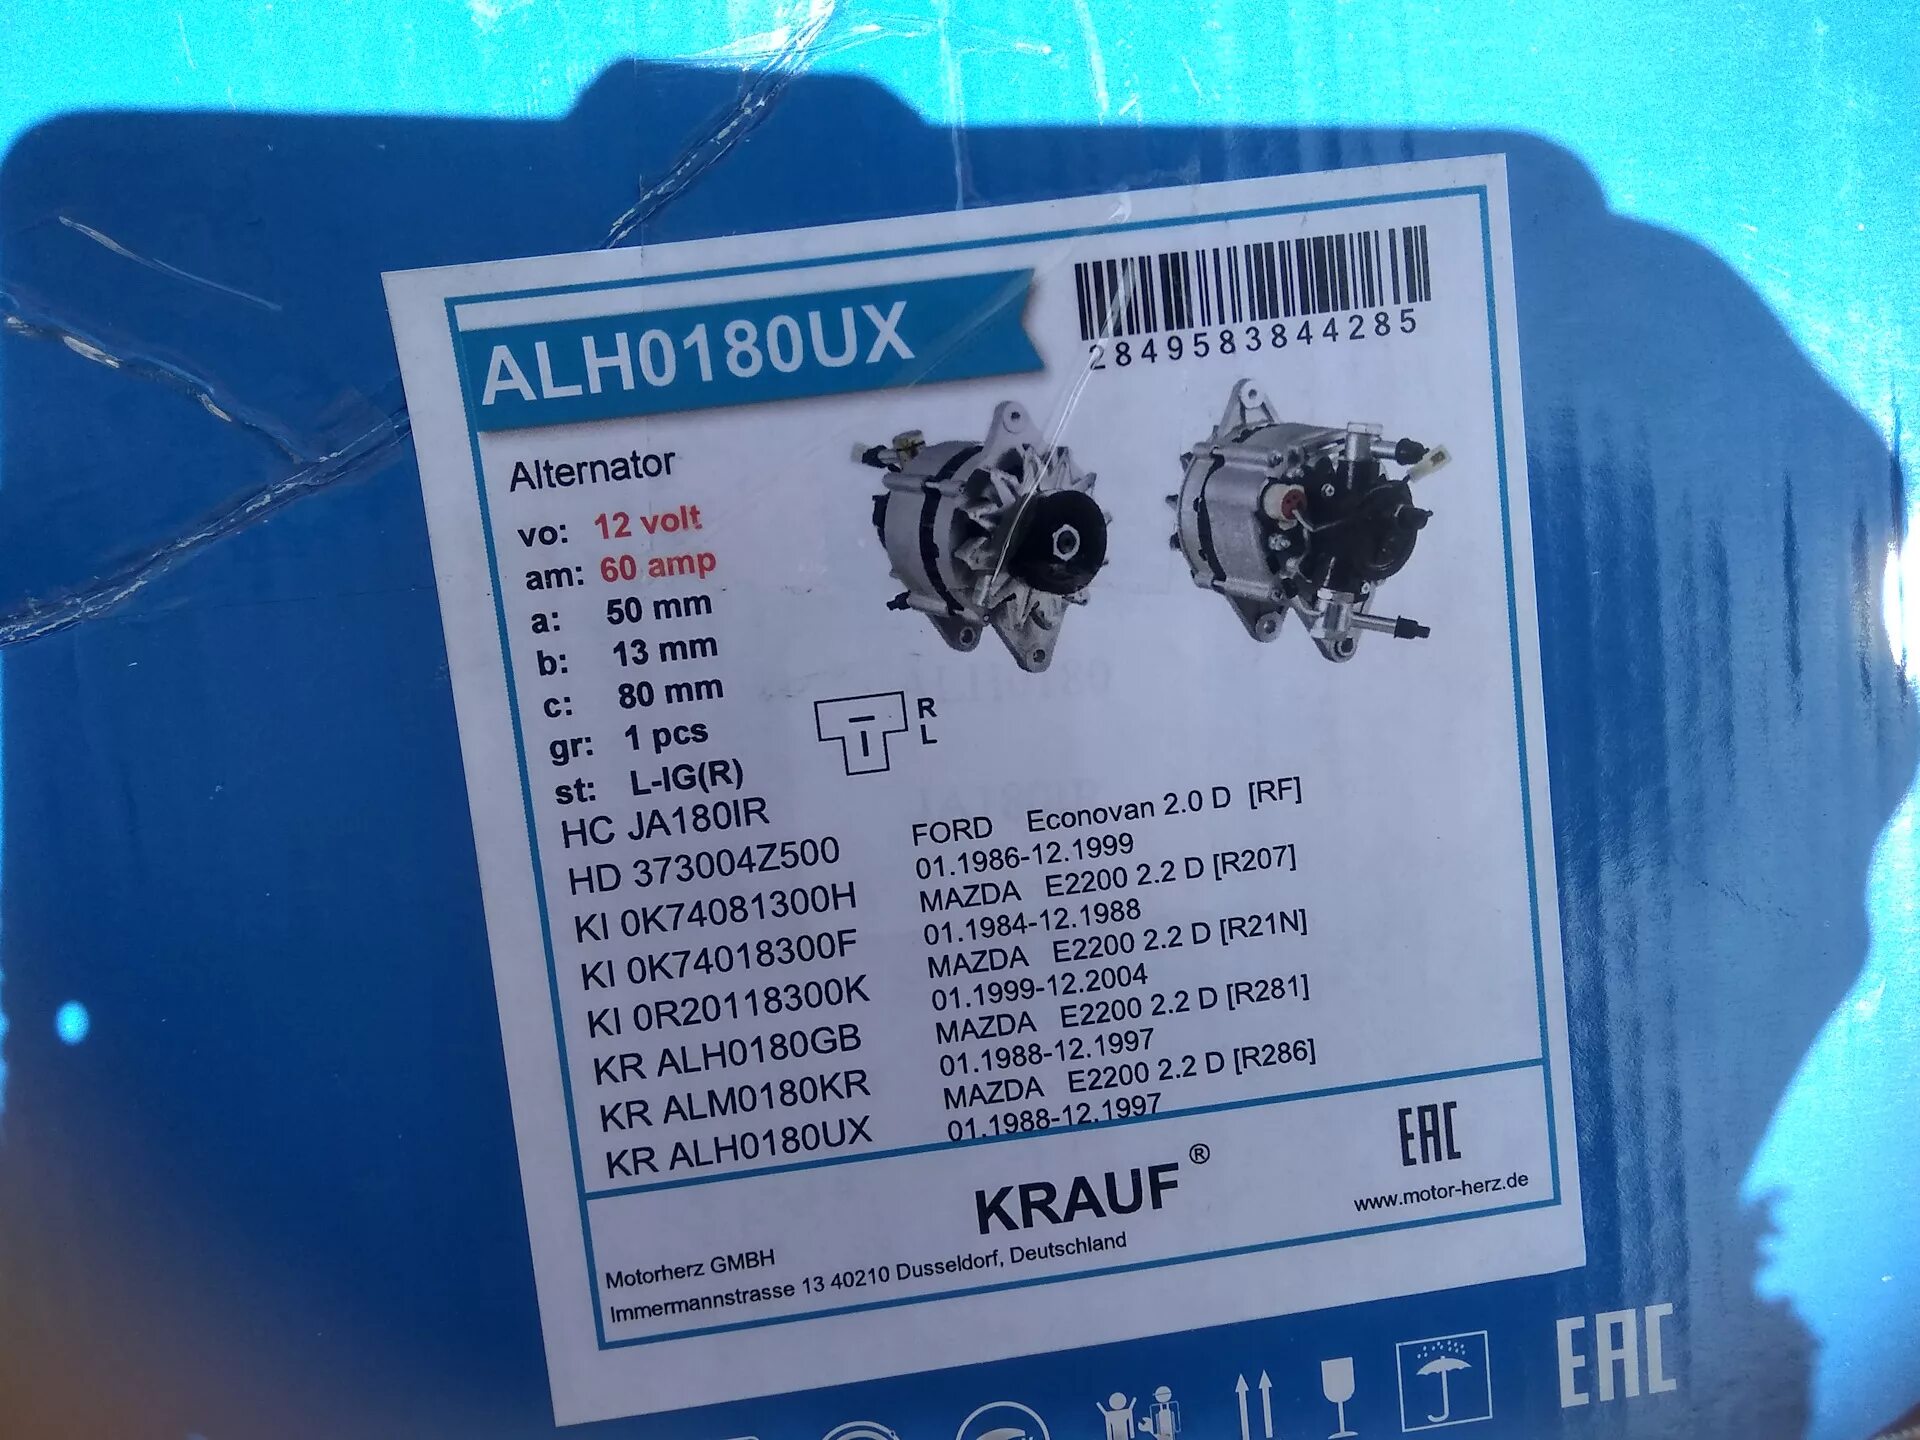 ALH0180UX
2849583844285
Alternator
vo: 12 volt
am: 60 amp
a: 50 mm
b: 13 mm
c: 80 mm
gr: 1 pcs
st: L-IG(R)
R
L
HC JA180IR
HD 373004Z500
KI 0K74081300H
KI 0K74018300F
KI 0R20118300K
KR ALH0180GB
KR ALM0180KR
KR ALH0180UX
FORD Econovan 2.0 D [RF]
01.1986-12.1999
MAZDA E2200 2.2 D [R207]
01.1984-12.1988
MAZDA E2200 2.2 D [R21N]
01.1999-12.2004
MAZDA E2200 2.2 D [R281]
01.1988-12.1997
MAZDA E2200 2.2 D [R286]
01.1988-12.1997
KRAUF®
EAC
www.motor-herz.de
Motorherz GMBH
Immermannstrasse 13 40210 Dusseldorf, Deutschland
EAC